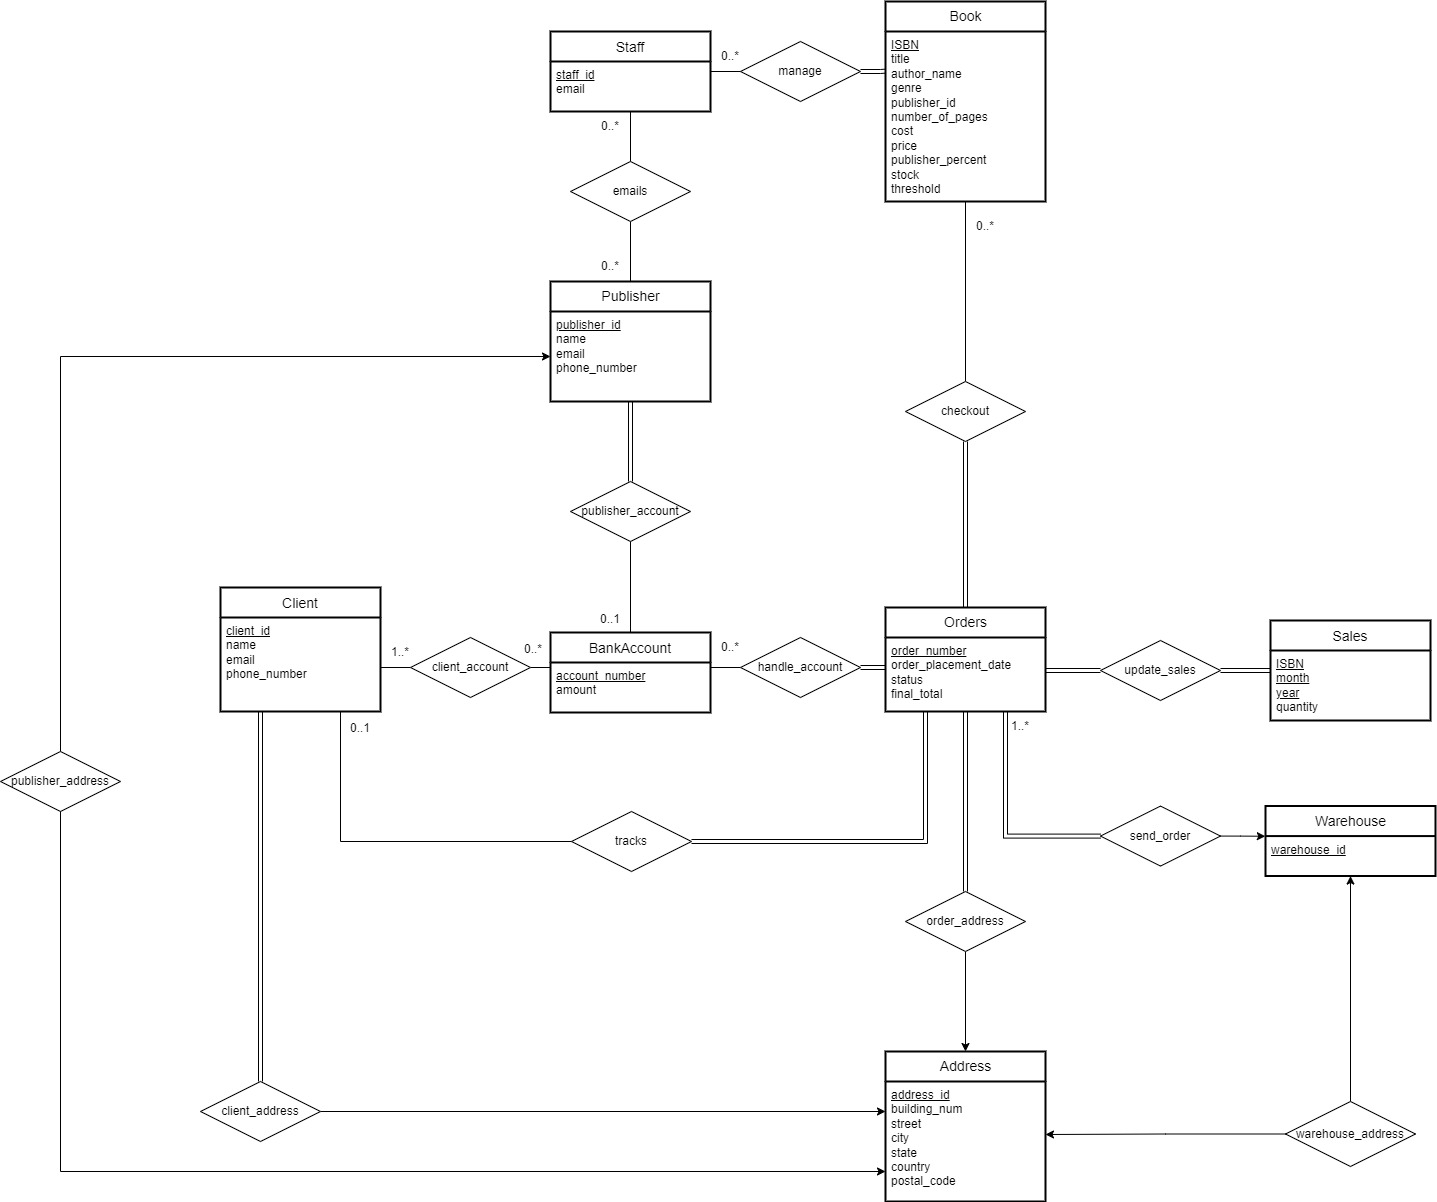 Book
ISBN
title
author_name
genre
publisher_id
number_of_pages
cost
price
publisher_percent
stock
threshold
Staff
staff_id
email
0..*
manage
0..*
emails
0..*
0..*
Publisher
publisher_id
name
email
phone_number
checkout
publisher_account
0..1
Client
client_id
name
email
phone_number
1..*
client_account
0..*
BankAccount
account_number
amount
0..*
handle_account
Orders
order_number
order_placement_date
status
final_total
update_sales
Sales
ISBN
month
year
quantity
0..1
1..*
publisher_address
tracks
send_order
Warehouse
warehouse_id
order_address
client_address
Address
address_id
building_num
street
city
state
country
postal_code
warehouse_address